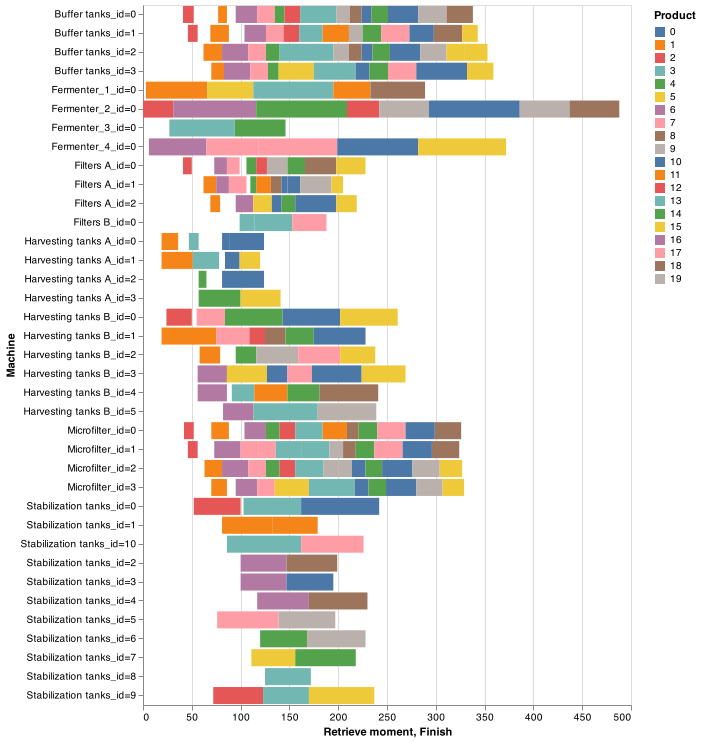 Product
0
1
2
3
4
5
6
7
8
9
10
11
12
13
14
15
16
17
18
19
Machine
Buffer tanks_id=0
Buffer tanks_id=1
Buffer tanks_id=2
Buffer tanks_id=3
Fermenter_1_id=0
Fermenter_2_id=0
Fermenter_3_id=0
Fermenter_4_id=0
Filters A_id=0
Filters A_id=1
Filters A_id=2
Filters B_id=0
Harvesting tanks A_id=0
Harvesting tanks A_id=1
Harvesting tanks A_id=2
Harvesting tanks A_id=3
Harvesting tanks B_id=0
Harvesting tanks B_id=1
Harvesting tanks B_id=2
Harvesting tanks B_id=3
Harvesting tanks B_id=4
Harvesting tanks B_id=5
Microfilter_id=0
Microfilter_id=1
Microfilter_id=2
Microfilter_id=3
Stabilization tanks_id=0
Stabilization tanks_id=1
Stabilization tanks_id=10
Stabilization tanks_id=2
Stabilization tanks_id=3
Stabilization tanks_id=4
Stabilization tanks_id=5
Stabilization tanks_id=6
Stabilization tanks_id=7
Stabilization tanks_id=8
Stabilization tanks_id=9
0 50 100 150 200 250 300 350 400 450 500
Retrieve moment, Finish